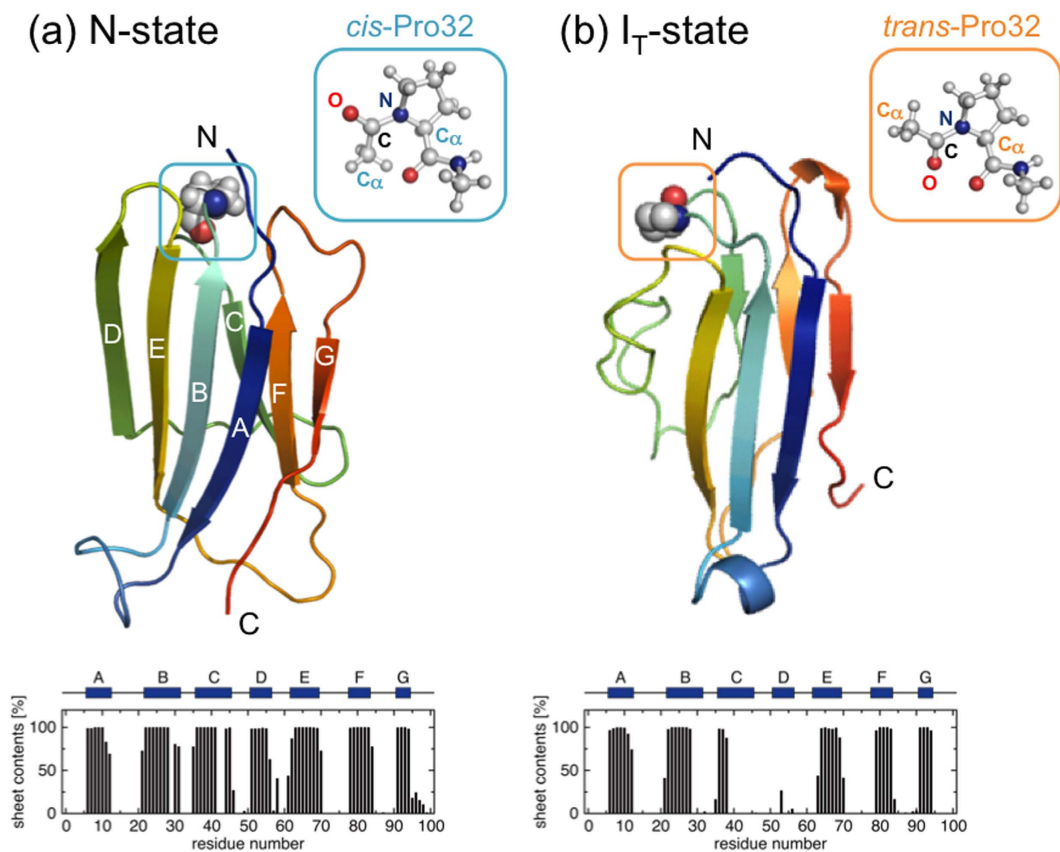 (a) N-state
cis-Pro32
O
N
C
Cα
Cα
N
D
E
B
C
A
F
G
C
A B C D E F G
sheet contents [%]
100
50
0
0 10 20 30 40 50 60 70 80 90 100
residue number
(b) I_T-state
trans-Pro32
Cα
N
C
Cα
O
N
C
A B C D E F G
sheet contents [%]
100
50
0
0 10 20 30 40 50 60 70 80 90 100
residue number